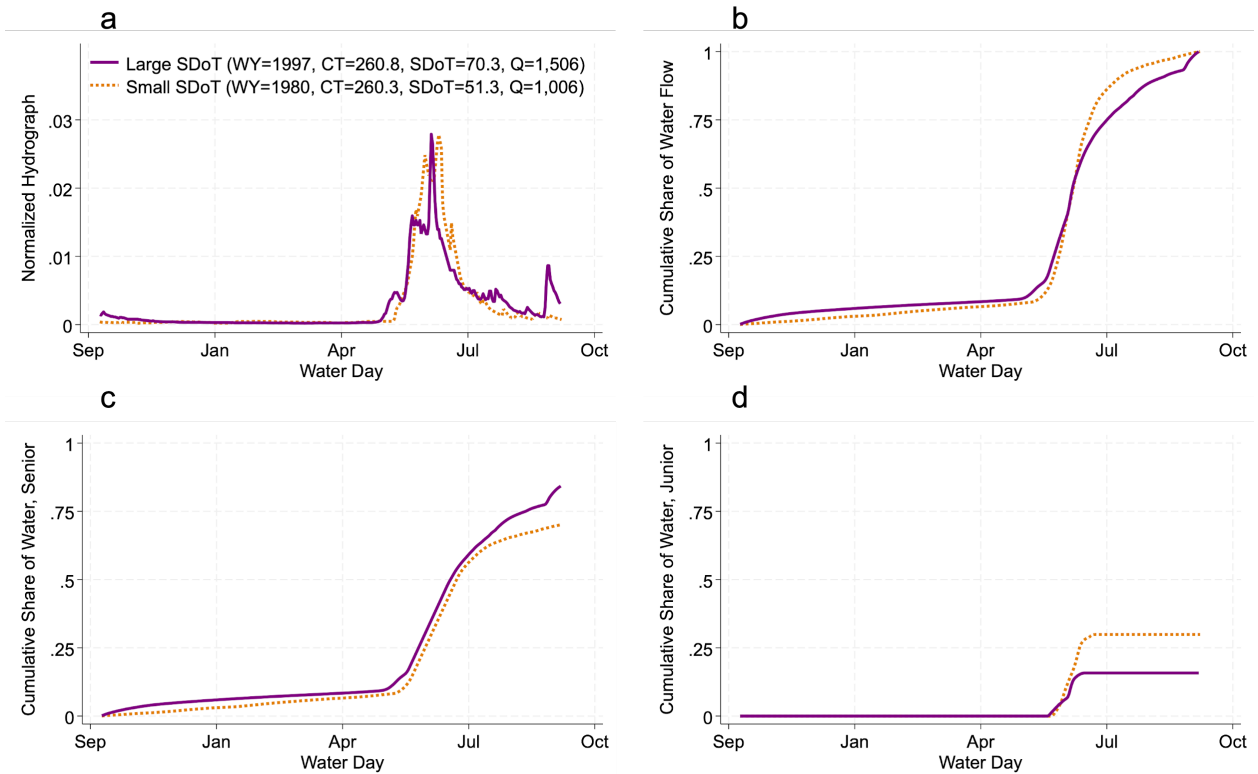 a
Large SDoT (WY=1997, CT=260.8, SDoT=70.3, Q=1,506)
Small SDoT (WY=1980, CT=260.3, SDoT=51.3, Q=1,006)
Normalized Hydrograph
.03
.02
.01
0
Sep Jan Apr Jul Oct
Water Day
b
Cumulative Share of Water Flow
1
.75
.5
.25
0
Sep Jan Apr Jul Oct
Water Day
c
Cumulative Share of Water, Senior
1
.75
.5
.25
0
Sep Jan Apr Jul Oct
Water Day
d
Cumulative Share of Water, Junior
1
.75
.5
.25
0
Sep Jan Apr Jul Oct
Water Day